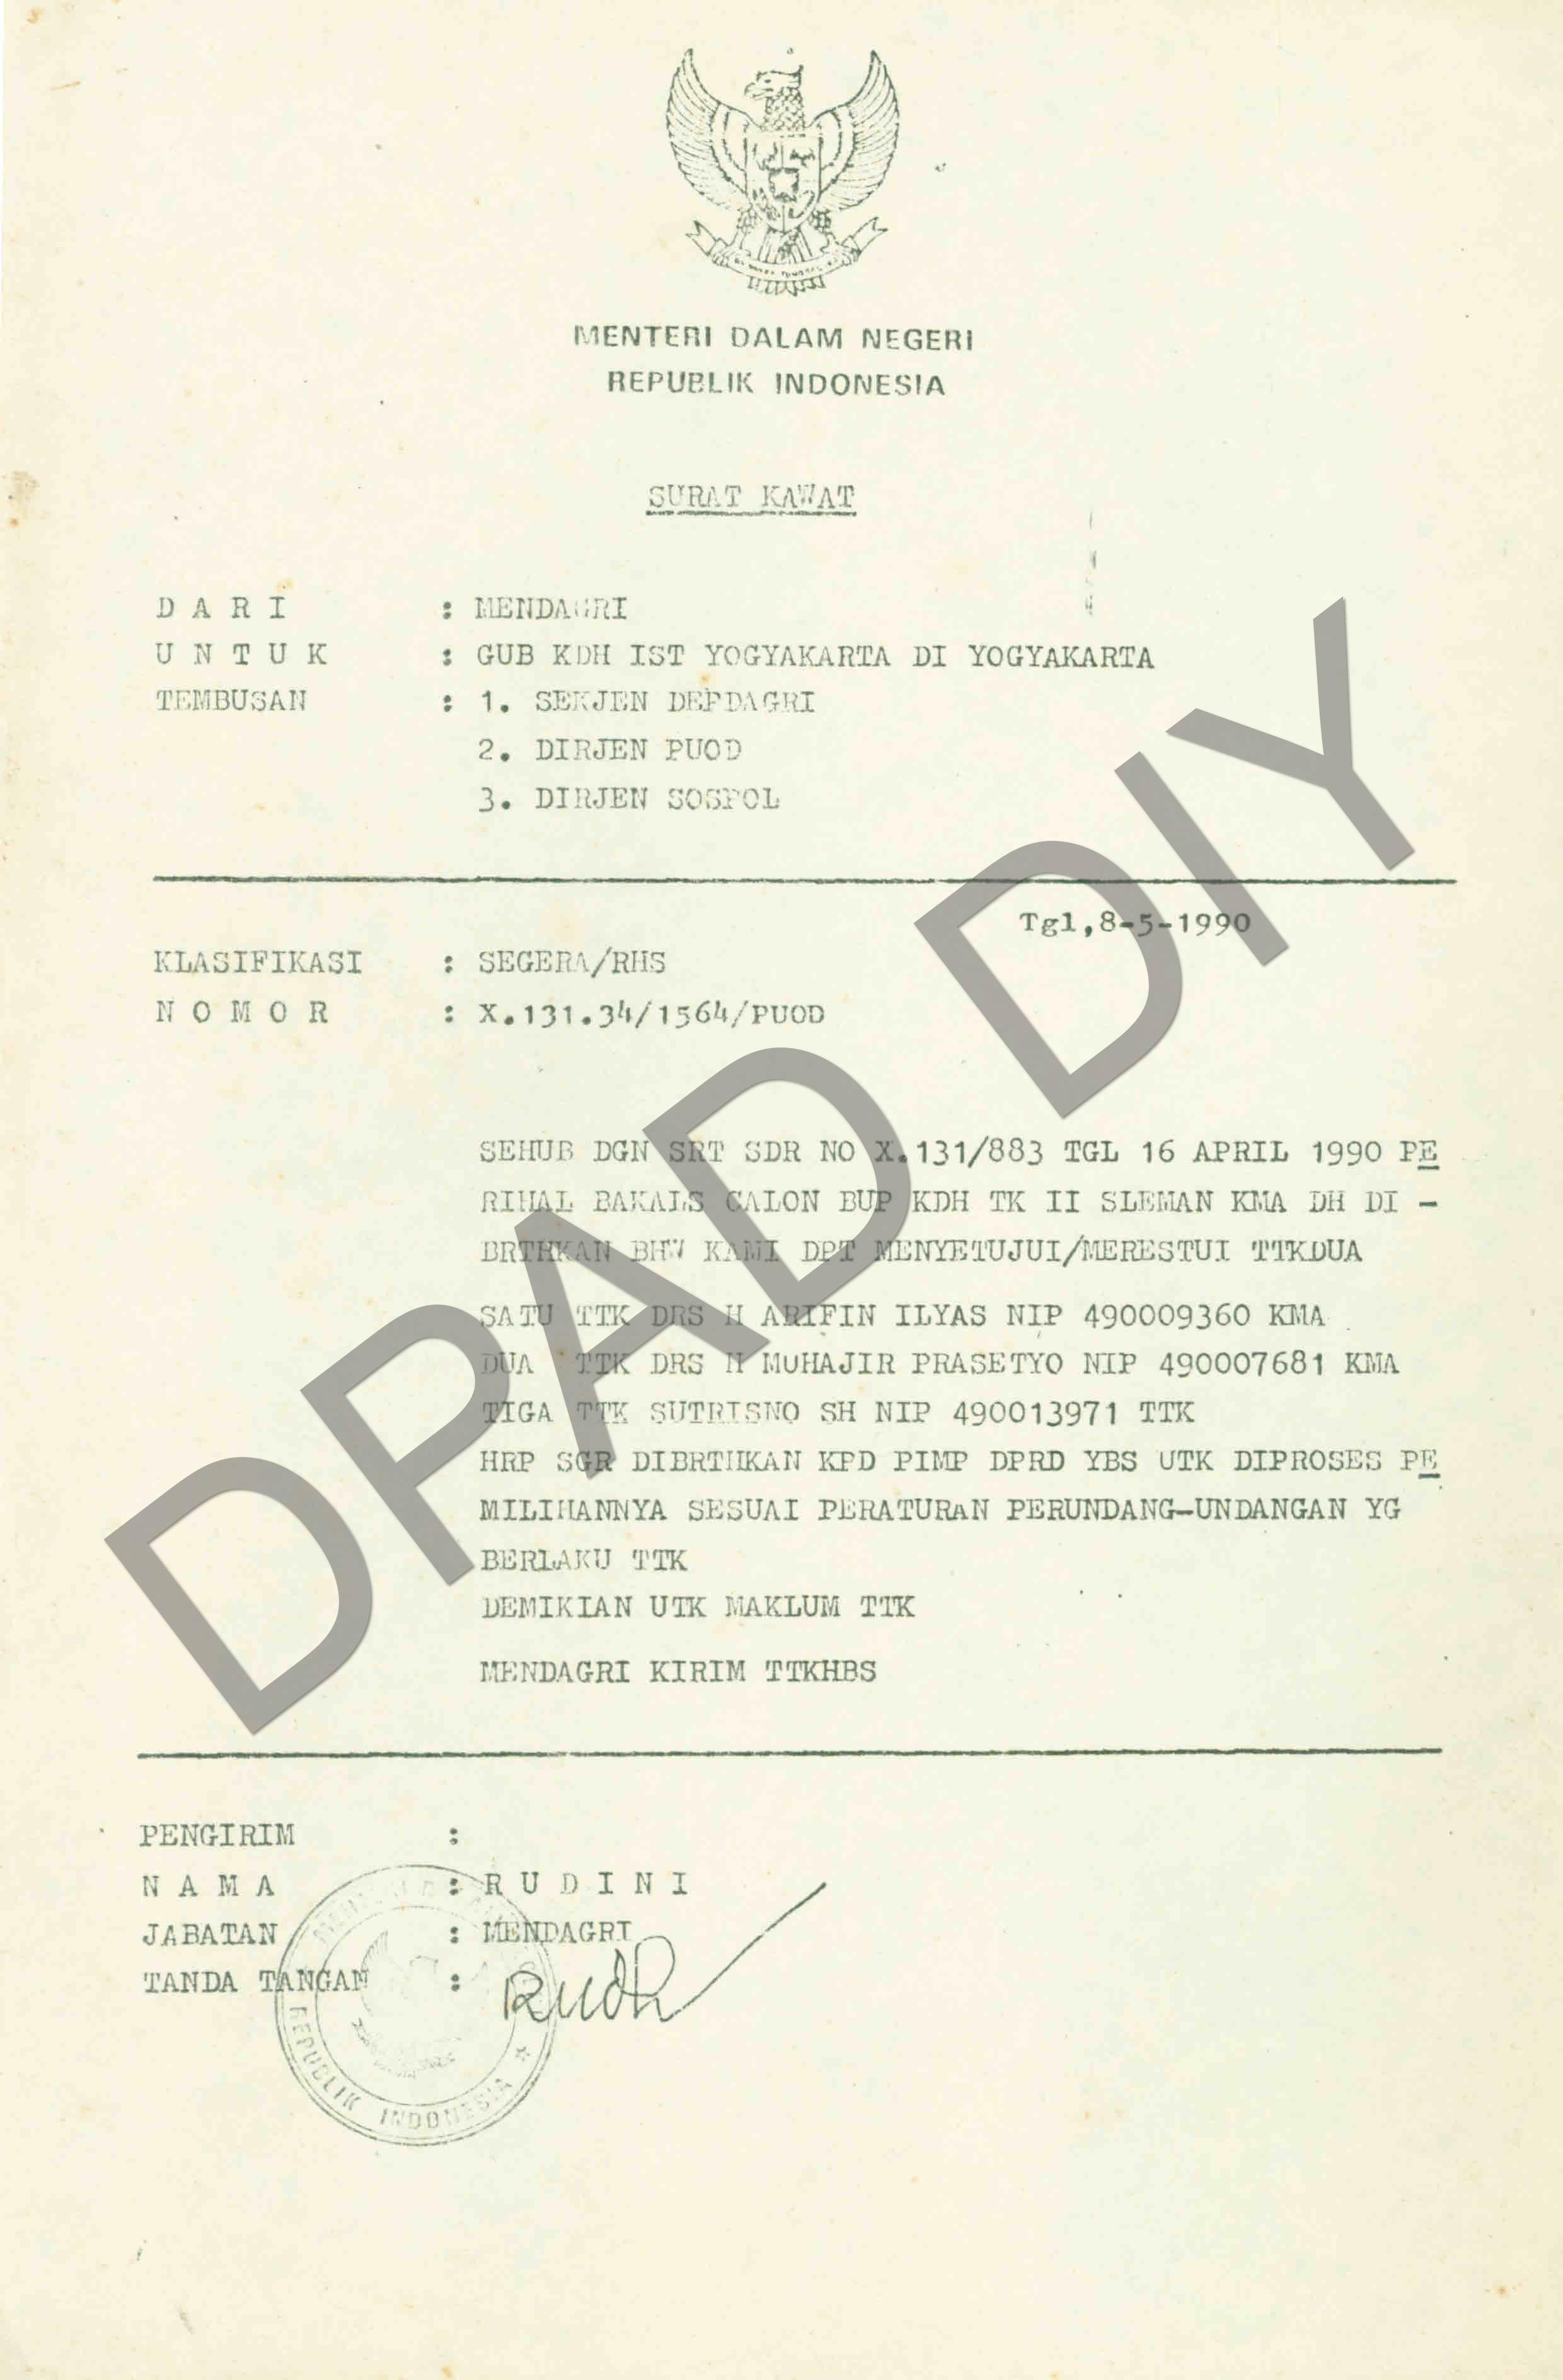 MENTERI DALAM NEGERI
REPUBLIK INDONESIA
SURAT KAWAT
D A R I : MENDAGRI
U N T U K : GUB KDH IST YOGYAKARTA DI YOGYAKARTA
TEMBUSAN : 1. SEKJEN DEPDAGRI
2. DIRJEN PUOD
3. DIRJEN SOSPOL
Tgl,8-5-1990
KLASIFIKASI : SEGERA/RHS
N O M O R : X.131.34/1564/PUOD
SEHUB DGN SRT SDR NO X.131/883 TGL 16 APRIL 1990 PE
RIHAL BAKALS CALON BUP KDH TK II SLEMAN KMA DH DI -
BRTHKAN BHW KAMI DPT MENYETUJUI/MERESTUI TTKDUA
SATU TTK DRS H ARIFIN ILYAS NIP 490009360 KMA
DUA TTK DRS H MUHAJIR PRASETYO NIP 490007681 KMA
TIGA TTK SUTRISNO SH NIP 490013971 TTK
HRP SGR DIBRTHKAN KPD PIMP DPRD YBS UTK DIPROSES PE
MILIHANNYA SESUAI PERATURAN PERUNDANG-UNDANGAN YG
BERLAKU TTK
DEMIKIAN UTK MAKLUM TTK
MENDAGRI KIRIM TTKHBS
PENGIRIM :
N A M A : R U D I N I
JABATAN : MENDAGRI
TANDA TANGAN :
REPUBLIK INDONESIA
DPAD DIY